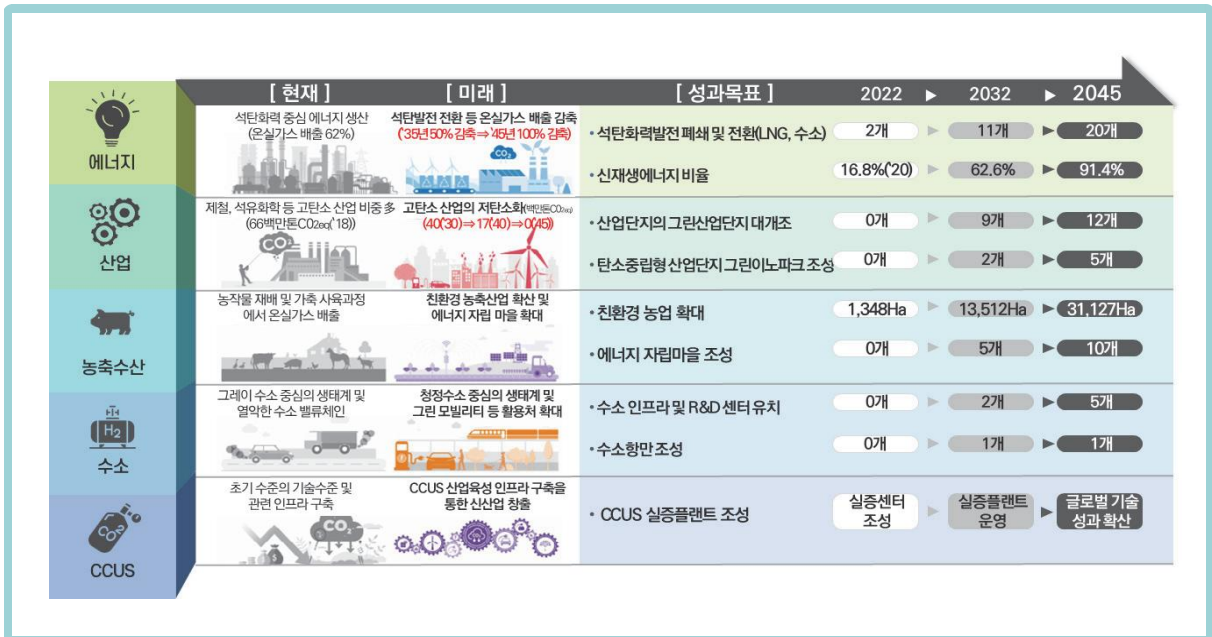 [ 현재 ] [ 미래 ] [ 성과목표 ] 2022 ▶ 2032 ▶ 2045
에너지
석탄화력 중심 에너지 생산
(온실가스 배출 62%)
석탄발전 전환 등 온실가스 배출 감축
('35년 50% 감축⇒'45년 100% 감축)
CO2
•석탄화력발전 폐쇄 및 전환(LNG, 수소) 2개 ▶ 11개 ▶ 20개
•신재생에너지 비율 16.8%('20) ▶ 62.6% ▶ 91.4%
산업
제철, 석유화학 등 고탄소 산업 비중 多
(66백만톤CO2eq('18))
CO2
고탄소 산업의 저탄소화(백만톤CO2eq)
(40('30)⇒17('40)⇒0('45))
•산업단지의 그린산업단지 대개조 0개 ▶ 9개 ▶ 12개
•탄소중립형 산업단지 그린이노파크 조성 0개 ▶ 2개 ▶ 5개
농축수산
농작물 재배 및 가축 사육과정
에서 온실가스 배출
친환경 농축산업 확산 및
에너지 자립 마을 확대
•친환경 농업 확대 1,348Ha ▶ 13,512Ha ▶ 31,127Ha
•에너지 자립마을 조성 0개 ▶ 5개 ▶ 10개
H2
수소
그레이 수소 중심의 생태계 및
열악한 수소 밸류체인
청정수소 중심의 생태계 및
그린 모빌리티 등 활용처 확대
•수소 인프라 및 R&D 센터 유치 0개 ▶ 2개 ▶ 5개
•수소항만 조성 0개 ▶ 1개 ▶ 1개
CO2
CCUS
초기 수준의 기술수준 및
관련 인프라 구축
CO2
CCUS 산업육성 인프라 구축을
통한 신산업 창출
• CCUS 실증플랜트 조성
실증센터
조성
▶
실증플랜트
운영
▶
글로벌 기술
성과 확산